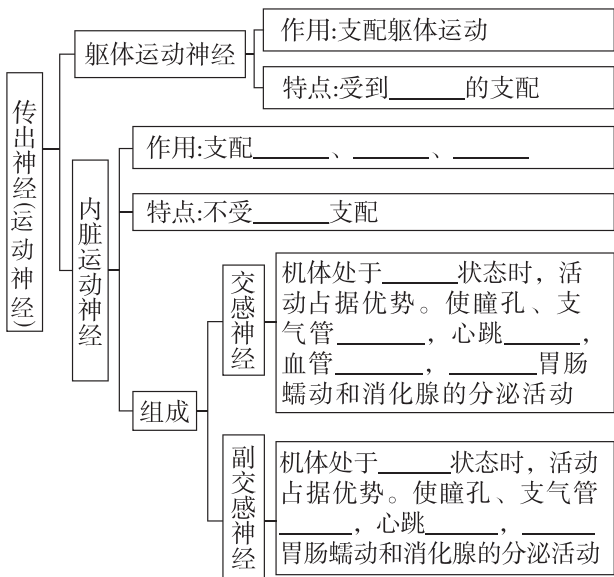 传出神经(运动神经)
躯体运动神经
作用:支配躯体运动
特点:受到______的支配
内脏运动神经
作用:支配______、______、______
特点:不受______支配
组成
交感神经
机体处于______状态时，活
动占据优势。使瞳孔、支
气管______，心跳______，
血管______，______胃肠
蠕动和消化腺的分泌活动
副交感神经
机体处于______状态时，活动
占据优势。使瞳孔、支气管
______，心跳______，______
胃肠蠕动和消化腺的分泌活动